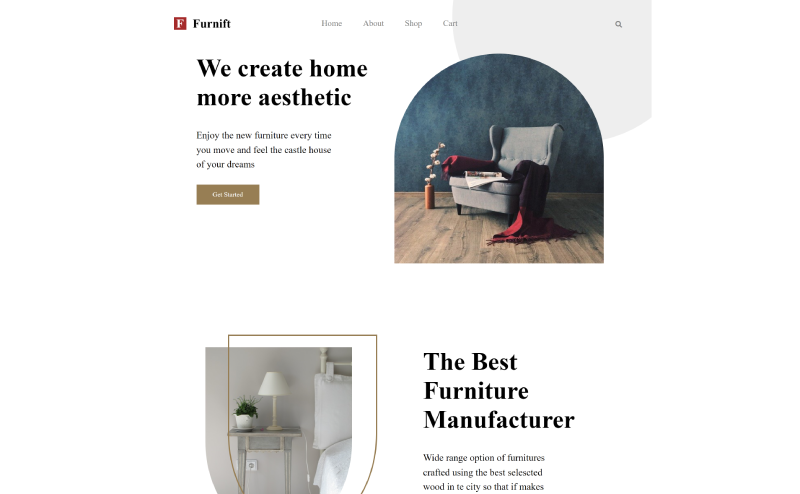 F Furnift
Home About Shop Cart
We create home
more aesthetic
Enjoy the new furniture every time
you move and feel the castle house
of your dreams
Get Started
The Best
Furniture
Manufacturer
Wide range option of furnitures
crafted using the bestselescted
wood in te city so that if makes